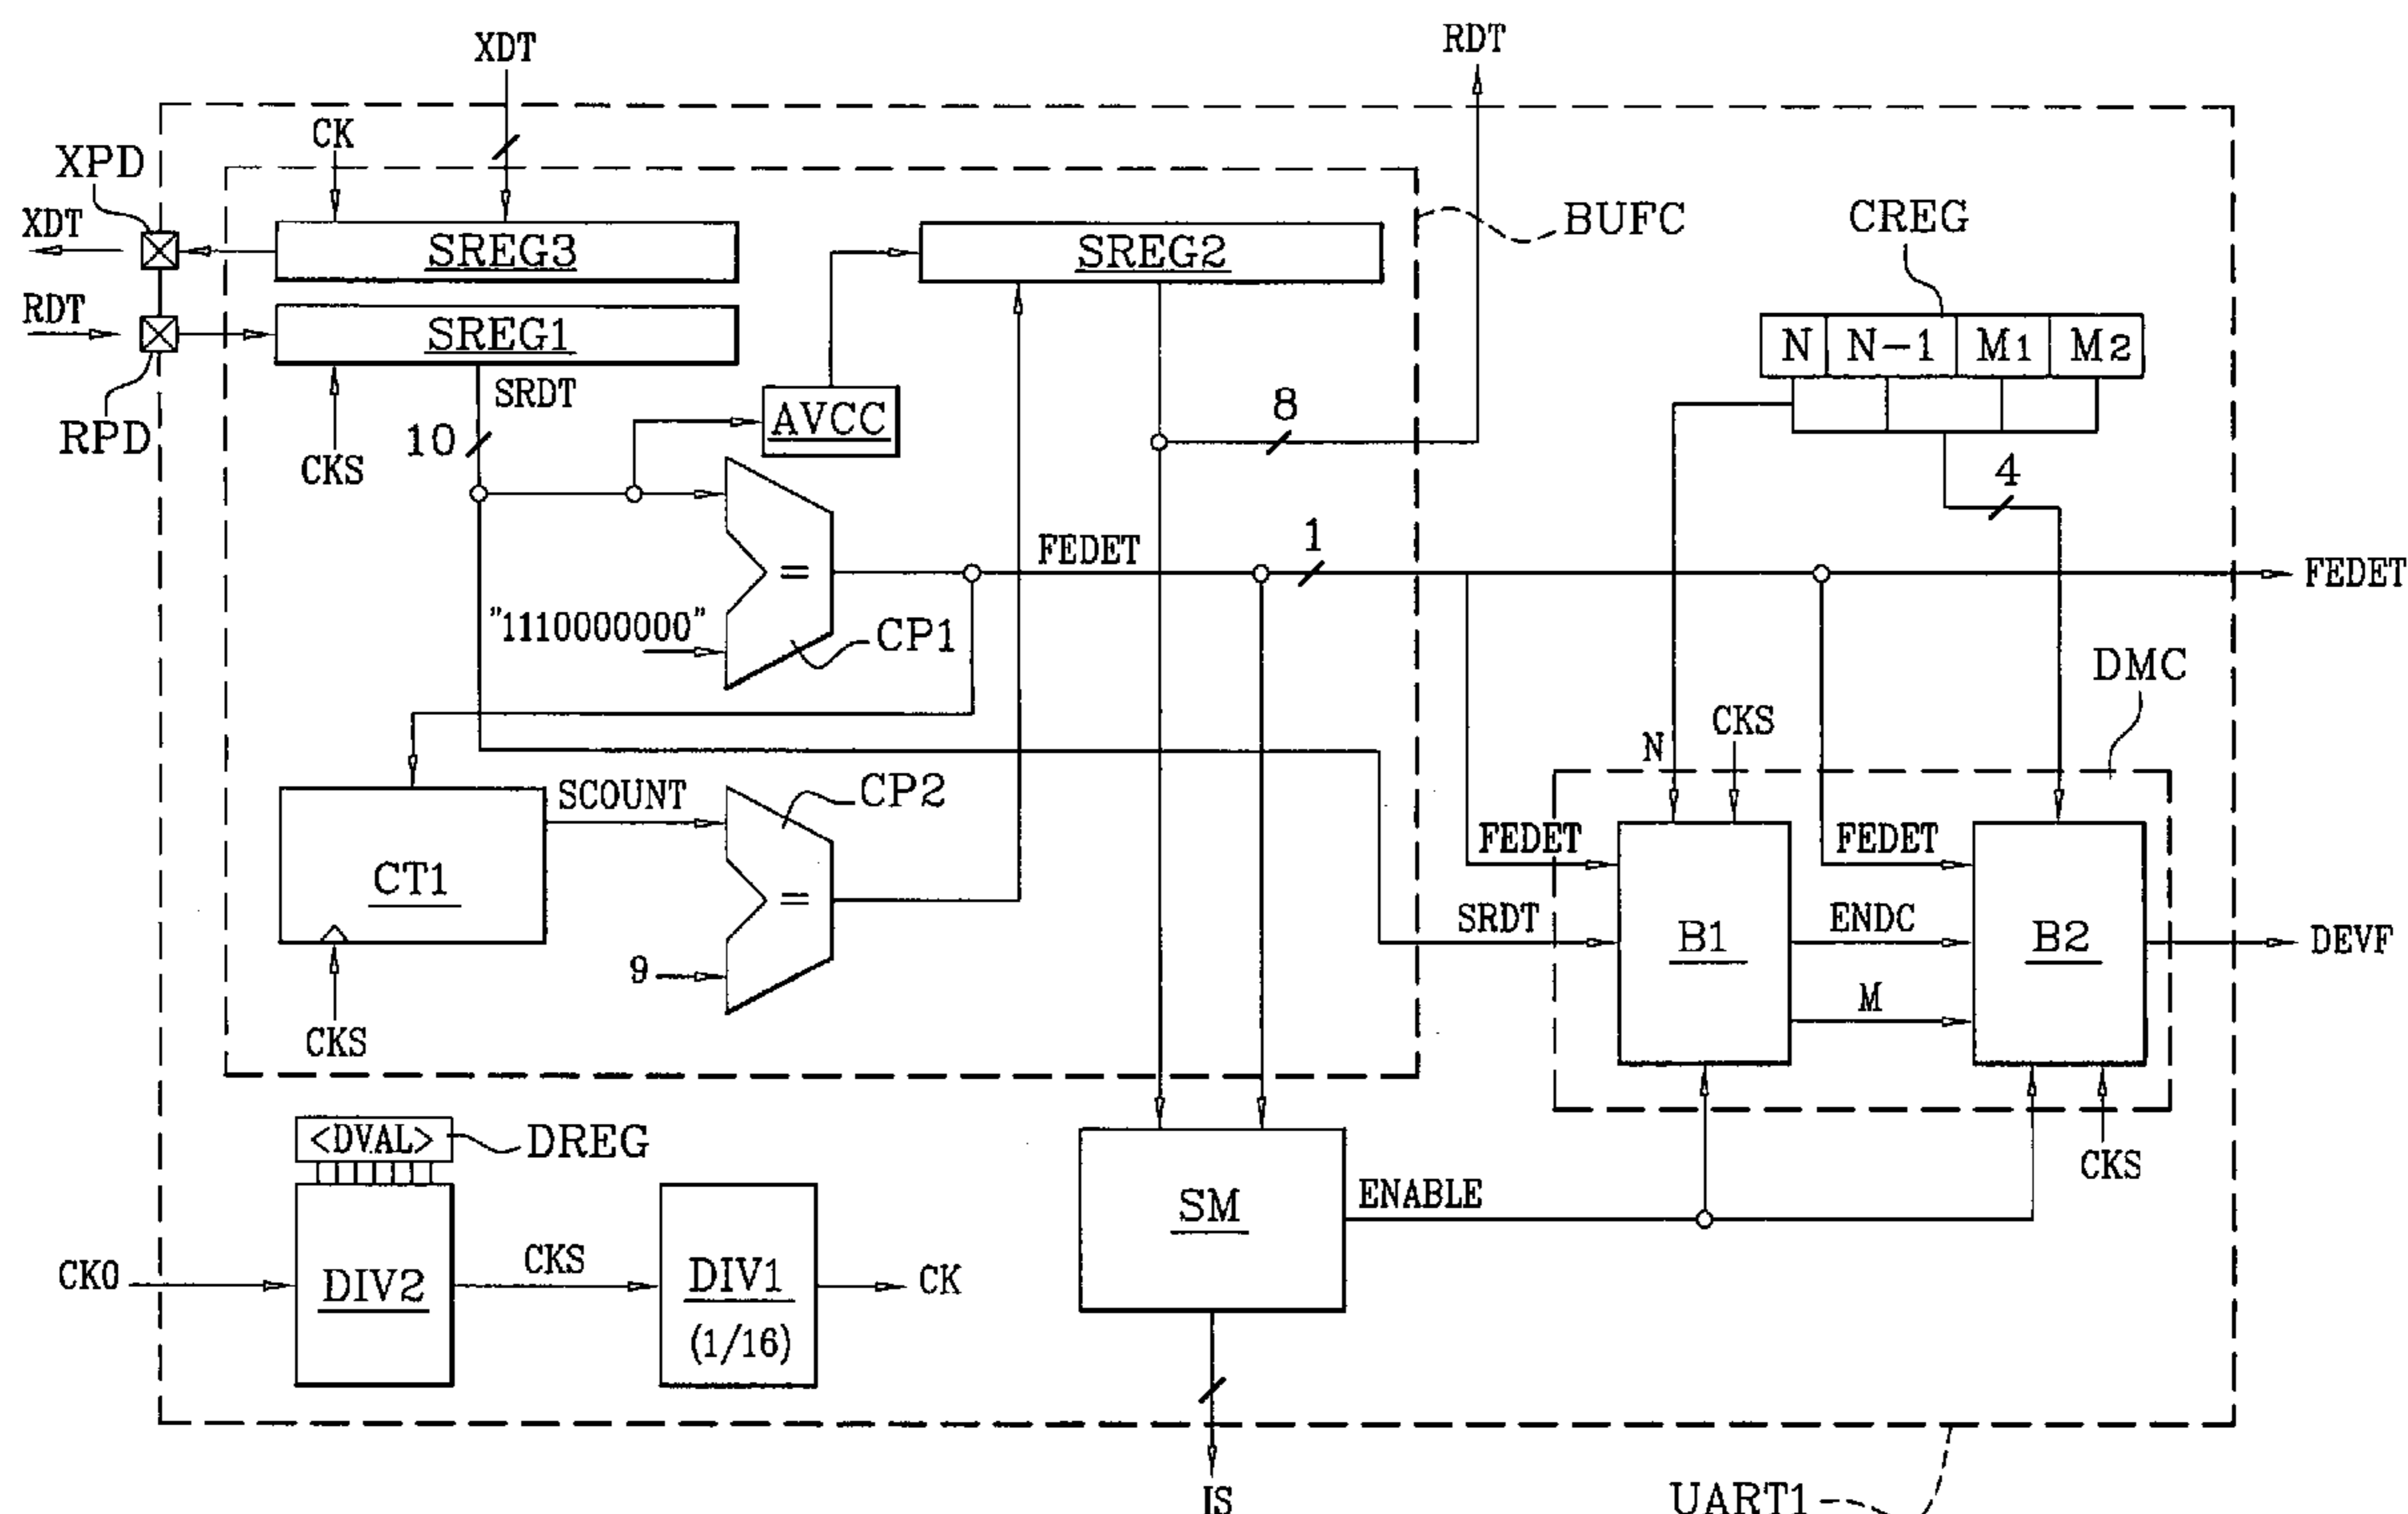 XDT
RDT
CK
XPD
XDT
SREG3
SREG2
BUFC
CREG
RDT
SREG1
N N-1 M1 M2
RPD
SRDT
AVCC
8
10
CKS
4
FEDET
1
FEDET
"1110000000"
CP1
DMC
CKS
N
SCOUNT
CP2
=
=
FEDET
FEDET
CT1
SRDT
B1
ENDC
B2
DEVF
9
M
CKS
<DVAL>
DREG
CKS
SM
ENABLE
CK0
DIV2
CKS
DIV1
(1/16)
CK
IS
UART1